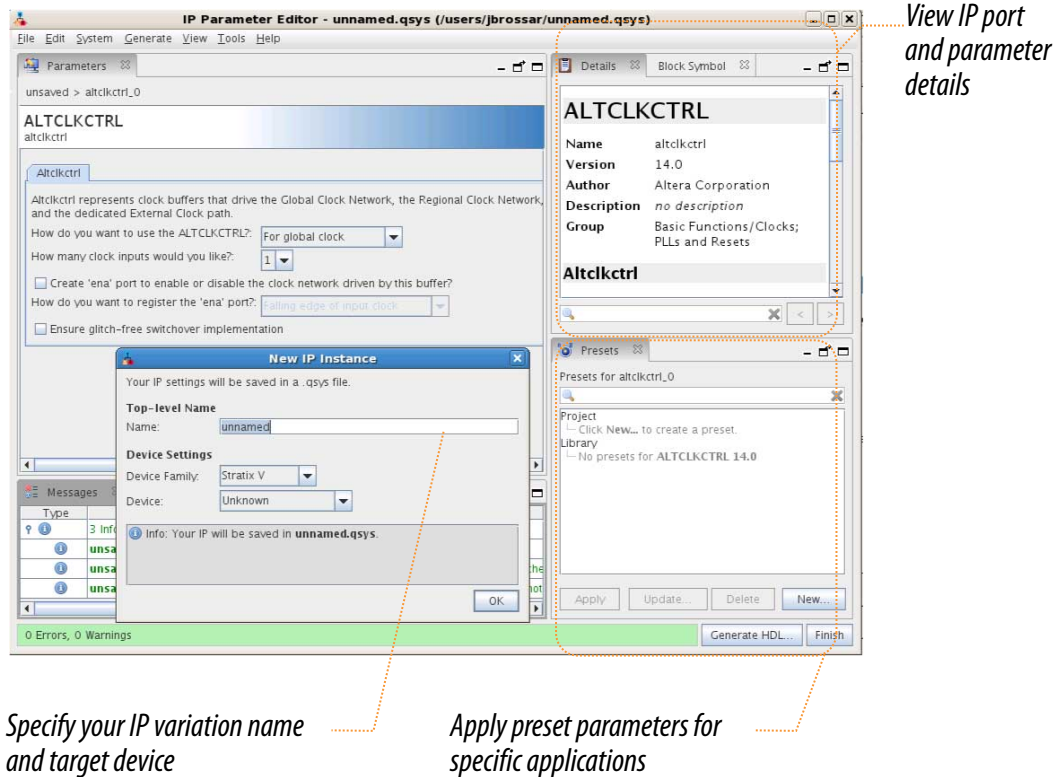 IP Parameter Editor - unnamed.qsys (/users/jbrossar/unnamed.qsys)
File Edit System Generate View Tools Help
Parameters
unsaved > altclkctrl_0
ALTCLKCTRL
altclkctrl
Altclkctrl
Altclkctrl represents clock buffers that drive the Global Clock Network, the Regional Clock Network,
and the dedicated External Clock path.
How do you want to use the ALTCLKCTRL?: For global clock
How many clock inputs would you like?: 1
Create 'ena' port to enable or disable the clock network driven by this buffer?
How do you want to register the 'ena' port?: Falling edge of input clock
Ensure glitch-free switchover implementation
Details Block Symbol
ALTCLKCTRL
Name altclkctrl
Version 14.0
Author Altera Corporation
Description no description
Group Basic Functions/Clocks;
PLLs and Resets
Altclkctrl
< >
View IP port
and parameter
details
New IP Instance
Your IP settings will be saved in a .qsys file.
Top-level Name
Name: unnamed
Device Settings
Device Family: Stratix V
Device: Unknown
Info: Your IP will be saved in unnamed.qsys.
OK
Presets
Presets for altclkctrl_0
Project
Click New... to create a preset.
Library
No presets for ALTCLKCTRL 14.0
Apply Update... Delete New...
Messages
Type
3 Info
unsa
unsa
unsa
0 Errors, 0 Warnings
Generate HDL... Finish
Specify your IP variation name
and target device
Apply preset parameters for
specific applications